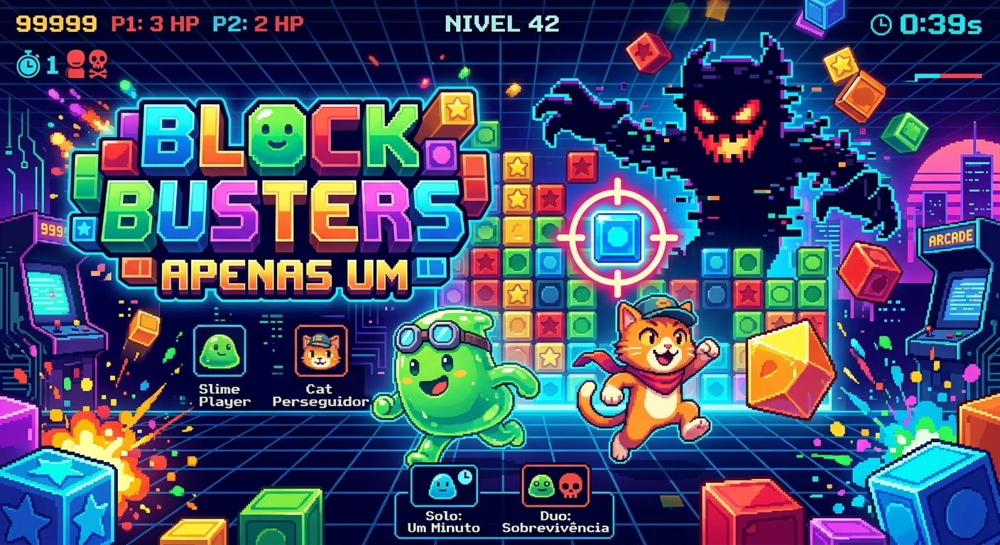 99999 P1: 3 HP P2: 2 HP
NIVEL 42
0:39s
1
BLOCK
BUSTERS
APENAS UM
999
ARCADE
Slime
Player
Cat
Perseguidor
Solo:
Um Minuto
Duo:
Sobrevivência